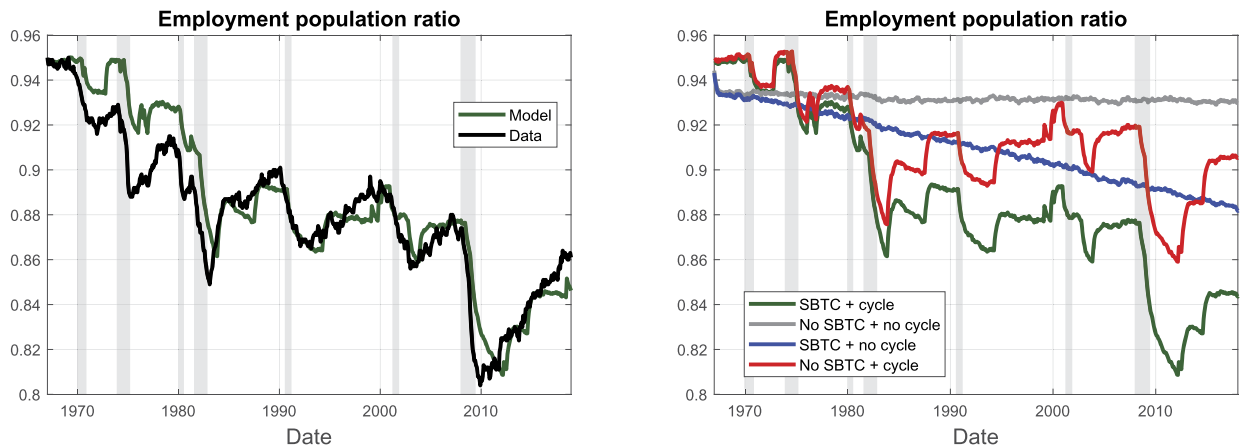 Employment population ratio
0.96
0.94
0.92
0.9
0.88
0.86
0.84
0.82
0.8
Model
Data
1970
1980
1990
2000
2010
Date
Employment population ratio
0.96
0.94
0.92
0.9
0.88
0.86
0.84
0.82
0.8
SBTC + cycle
No SBTC + no cycle
SBTC + no cycle
No SBTC + cycle
1970
1980
1990
2000
2010
Date